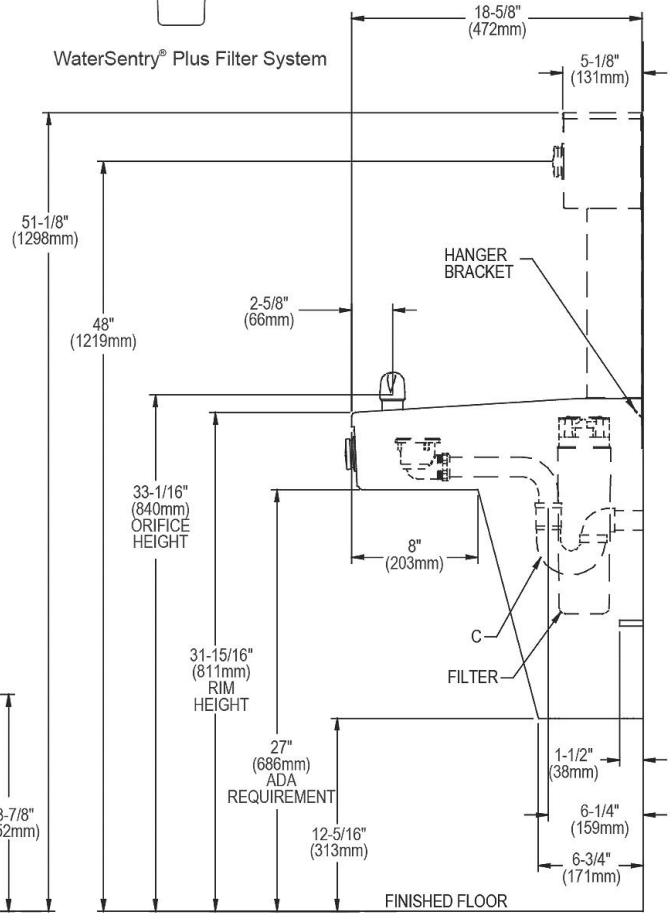 18-5/8"
(472mm)
WaterSentry® Plus Filter System
5-1/8"
(131mm)
51-1/8"
(1298mm)
HANGER
BRACKET
2-5/8"
(66mm)
48"
(1219mm)
33-1/16"
(840mm)
ORIFICE
HEIGHT
8"
(203mm)
C
31-15/16"
(811mm)
RIM
HEIGHT
FILTER
27"
(686mm)
ADA
REQUIREMENT
1-1/2"
(38mm)
12-5/16"
(313mm)
6-1/4"
(159mm)
6-3/4"
(171mm)
FINISHED FLOOR